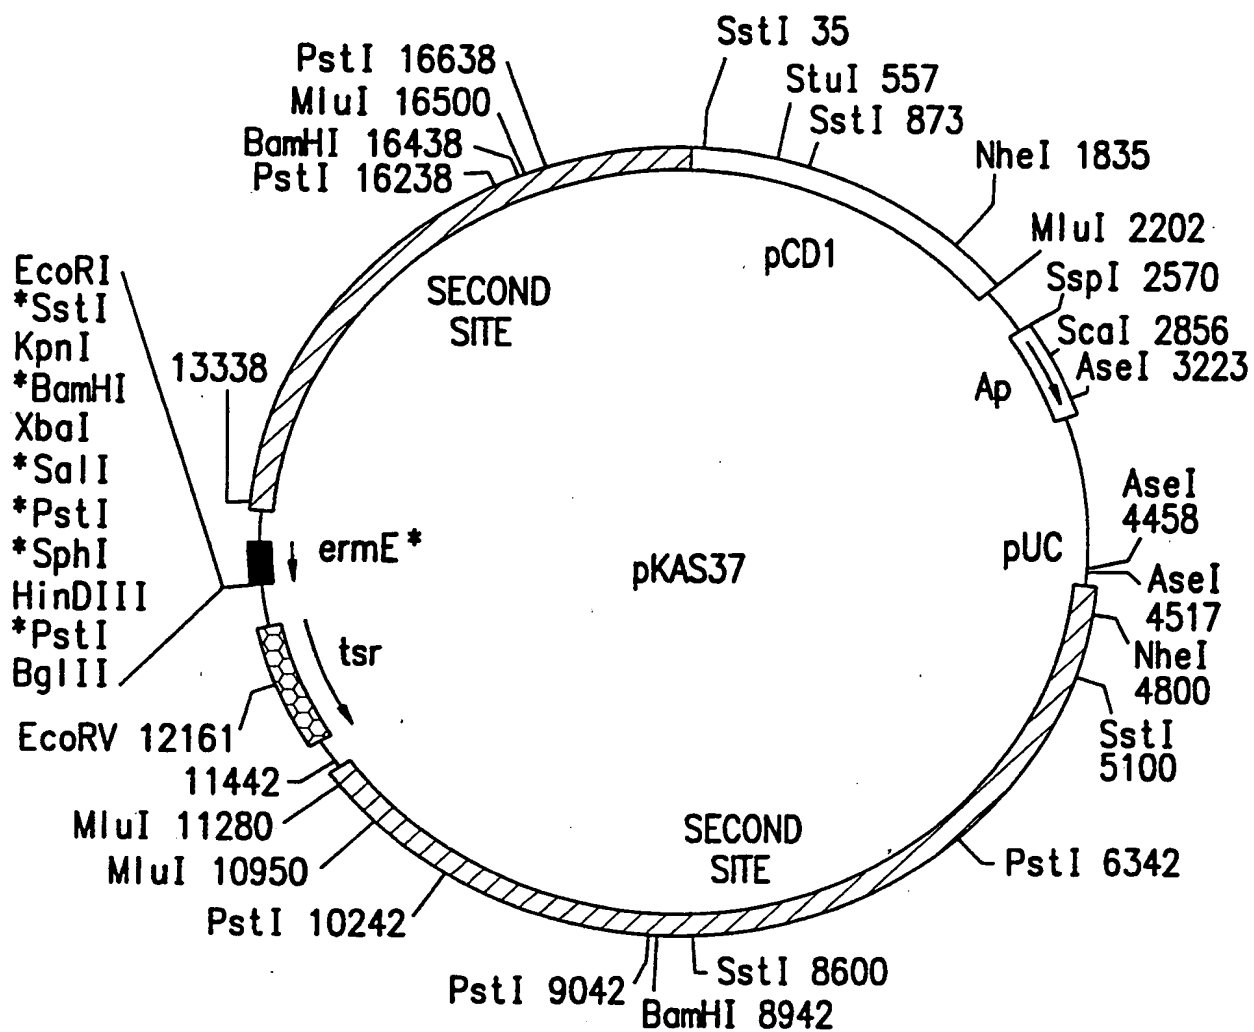 SstI 35
StuI 557
SstI 873
NheI 1835
MluI 2202
SspI 2570
ScaI 2856
AseI 3223
Ap
AseI
4458
AseI
4517
pUC
NheI
4800
SstI
5100
PstI 6342
SECOND
SITE
SstI 8600
BamHI 8942
PstI 9042
PstI 10242
MluI 10950
MluI 11280
11442
EcoRV 12161
tsr
ermE*
EcoRI
*SstI
KpnI
*BamHI
XbaI
*SalI
*PstI
*SphI
HinDIII
*PstI
BglII
13338
SECOND
SITE
PstI 16238
BamHI 16438
MluI 16500
PstI 16638
pCD1
pKAS37